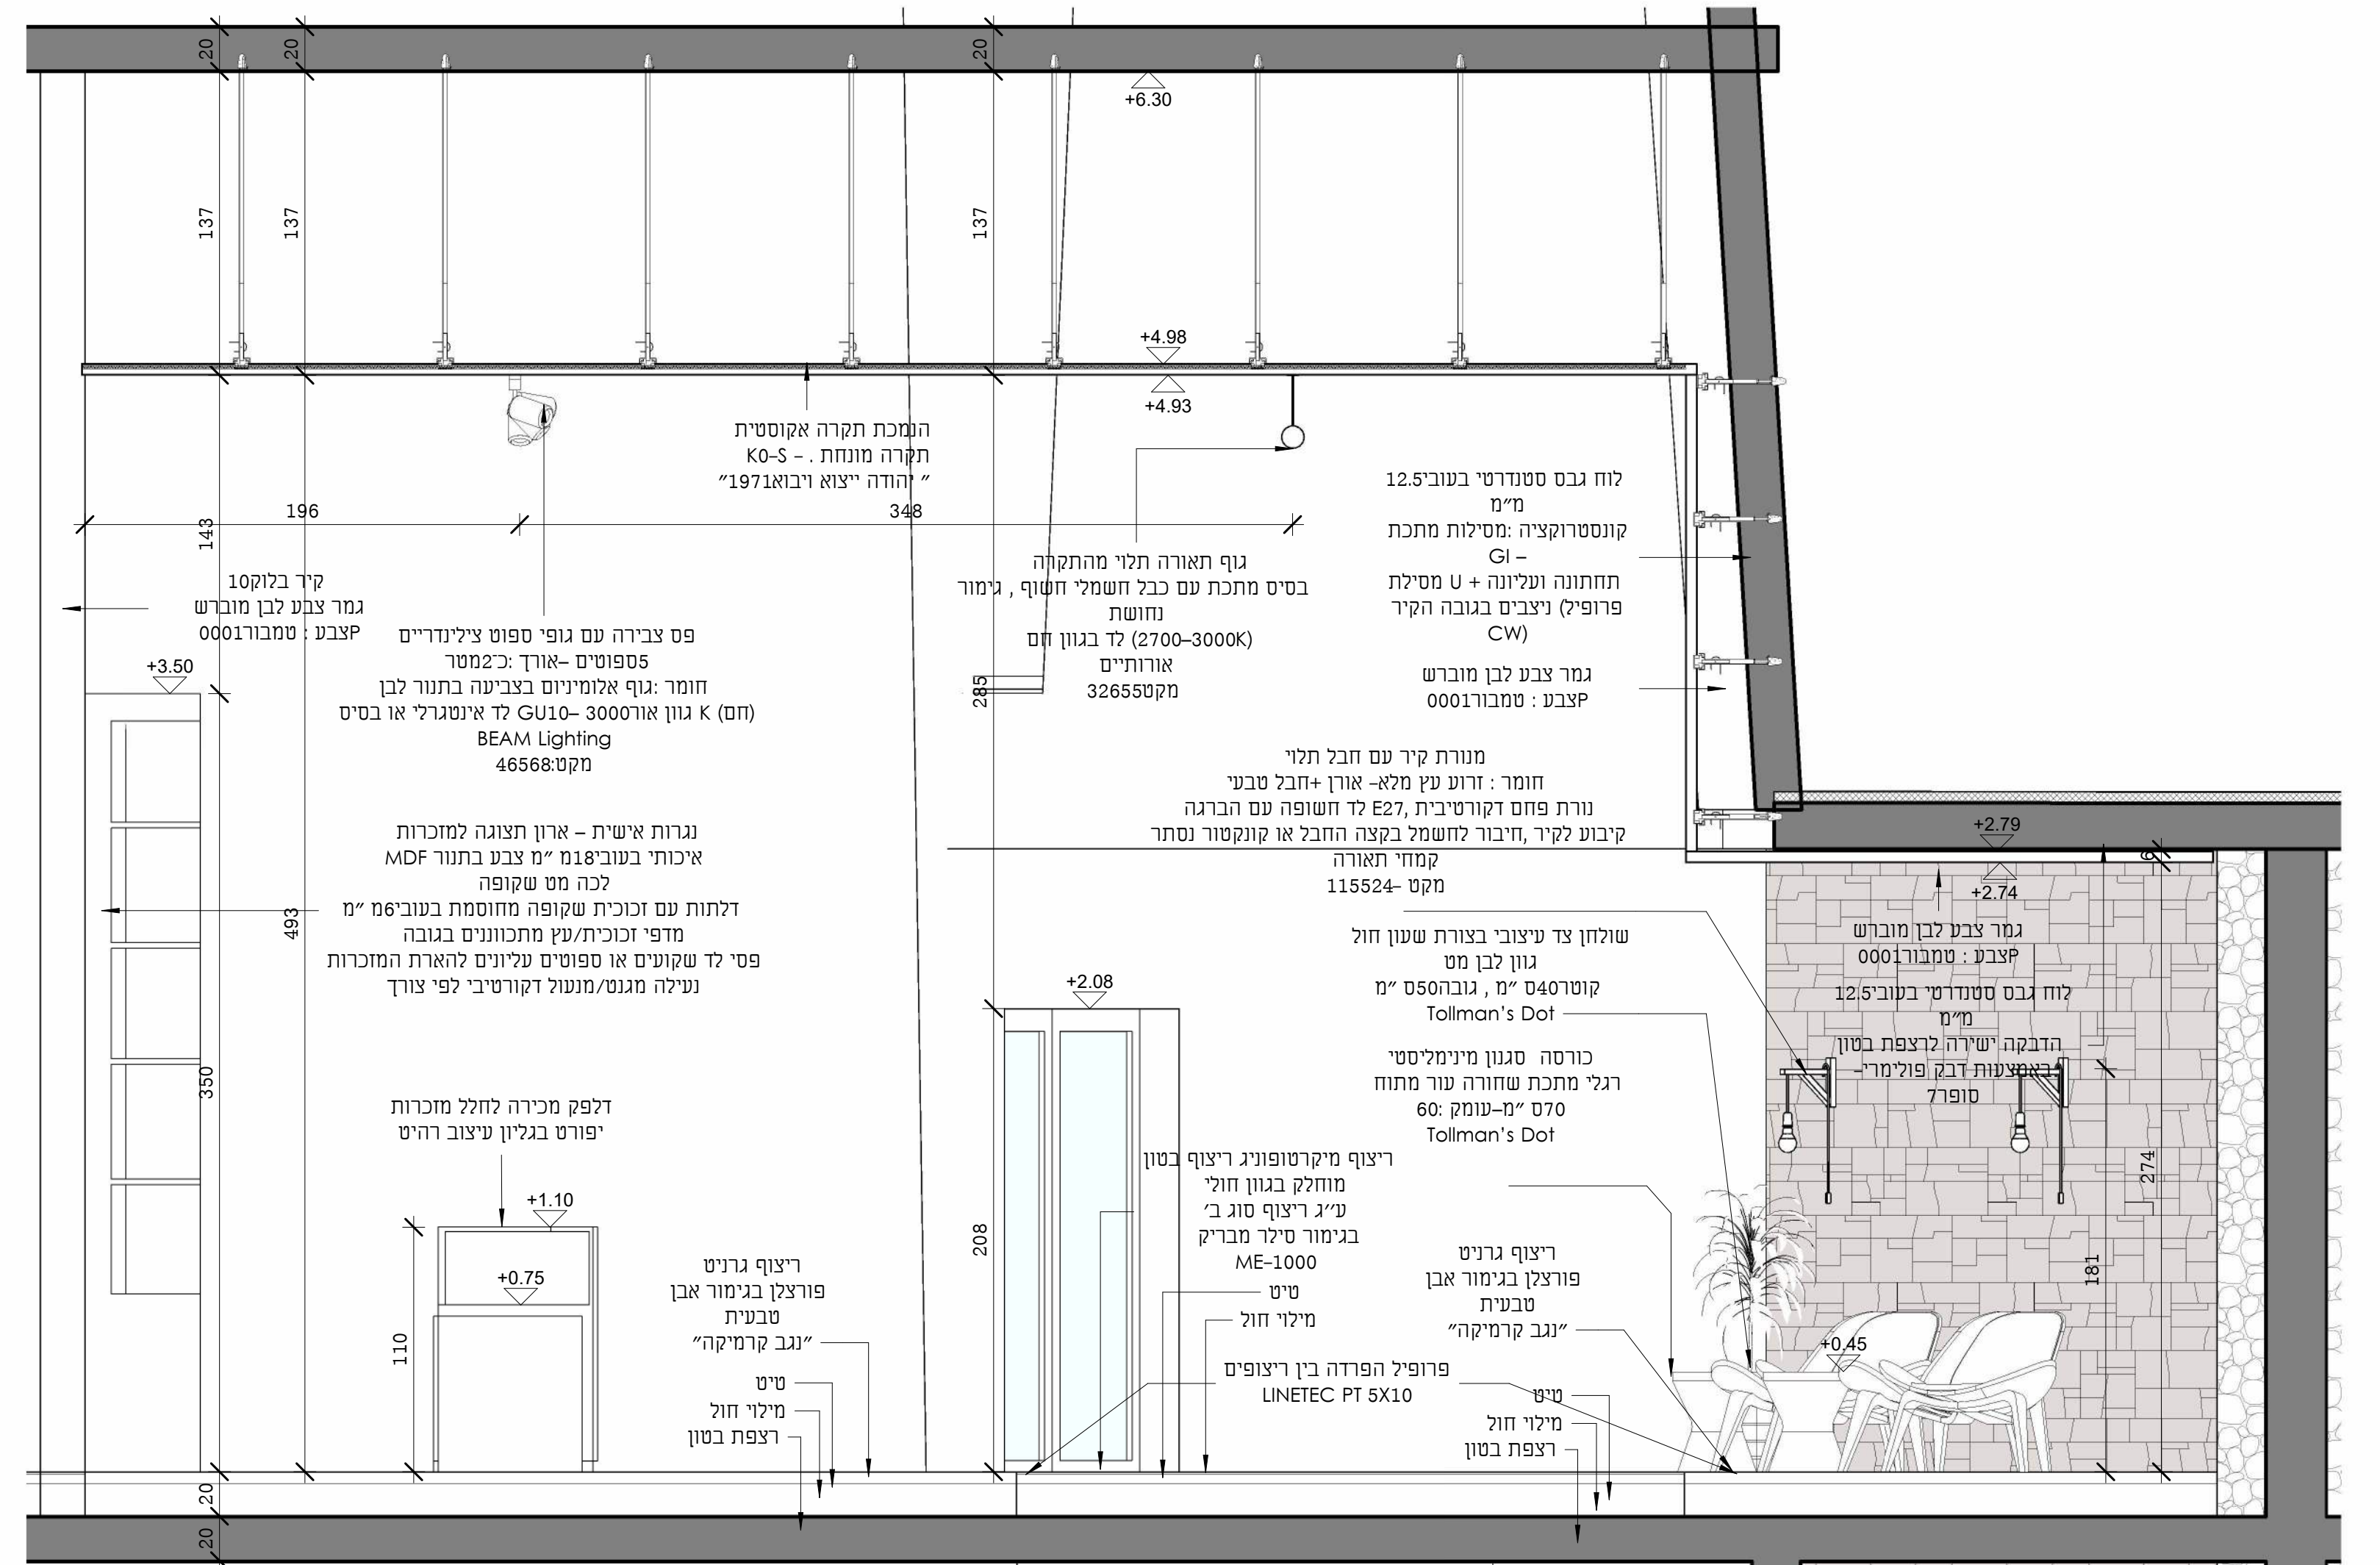 20
20
20
+6.30
137
137
137
+4.98
+4.93
הנמכת תקרה אקוסטית
תקרה מונחת . – K0-S
״ יהודה ייצוא ויבוא1971״
196
348
143
לוח גבס סטנדרטי בעובי12.5
מ״מ
קונסטרוקציה :מסילות מתכת
GI –
תחתונה ועליונה + U מסילת
פרופיל) ניצבים בגובה הקיר
CW)
גמר צבע לבן מוברש
צבע : טמבור0001P
גוף תאורה תלוי מהתקרה
בסיס מתכת עם כבל חשמלי חשוף , גימור
נחושת
(2700–3000K) לד בגוון חם
אורותיים
מקט32655
קיר בלוק10
גמר צבע לבן מוברש
צבע : טמבור0001P
+3.50
פס צבירה עם גופי ספוט צילינדריים
5ספוטים –אורך :כ־2מטר
חומר :גוף אלומיניום בצביעה בתנור לבן
(חם) K גוון אור3000 –GU10 לד אינטגרלי או בסיס
BEAM Lighting
מקט:46568
285
מנורת קיר עם חבל תלוי
חומר : זרוע עץ מלא– אורן +חבל טבעי
נורת פחם דקורטיבית ,E27 לד חשופה עם הברגה
קיבוע לקיר ,חיבור לחשמל בקצה החבל או קונקטור נסתר
קמחי תאורה
מקט –115524
נגרות אישית – ארון תצוגה למזכרות
איכותי בעובי18מ ״מ צבע בתנור MDF
לכה מט שקופה
דלתות עם זכוכית שקופה מחוסמת בעובי6מ ״מ
מדפי זכוכית/עץ מתכווננים בגובה
פסי לד שקועים או ספוטים עליונים להארת המזכרות
נעילה מגנט/מנעול דקורטיבי לפי צורך
493
+2.79
6
+2.74
גמר צבע לבן מוברש
צבע : טמבור0001P
לוח גבס סטנדרטי בעובי12.5
מ״מ
הדבקה ישירה לרצפת בטון
באמצעות דבק פולימרי–
סופר7
שולחן צד עיצובי בצורת שעון חול
גוון לבן מט
קוטר40ס ״מ , גובה50ס ״מ
Tollman's Dot
+2.08
כורסה סגנון מינימליסטי
רגלי מתכת שחורה עור מתוח
70ס ״מ–עומק :60
Tollman's Dot
350
דלפק מכירה לחלל מזכרות
יפורט בגליון עיצוב רהיט
+1.10
+0.75
110
208
274
181
+0.45
ריצוף מיקרטופוניג ריצוף בטון
מוחלק בגוון חולי
ע״ג ריצוף סוג ב׳
בגימור סילר מבריק
ME–1000
טיט
מילוי חול
ריצוף גרניט
פורצלן בגימור אבן
טבעית
״נגב קרמיקה״
טיט
מילוי חול
רצפת בטון
ריצוף גרניט
פורצלן בגימור אבן
טבעית
״נגב קרמיקה״
פרופיל הפרדה בין ריצופים
LINETEC PT 5X10
טיט
מילוי חול
רצפת בטון
20
20